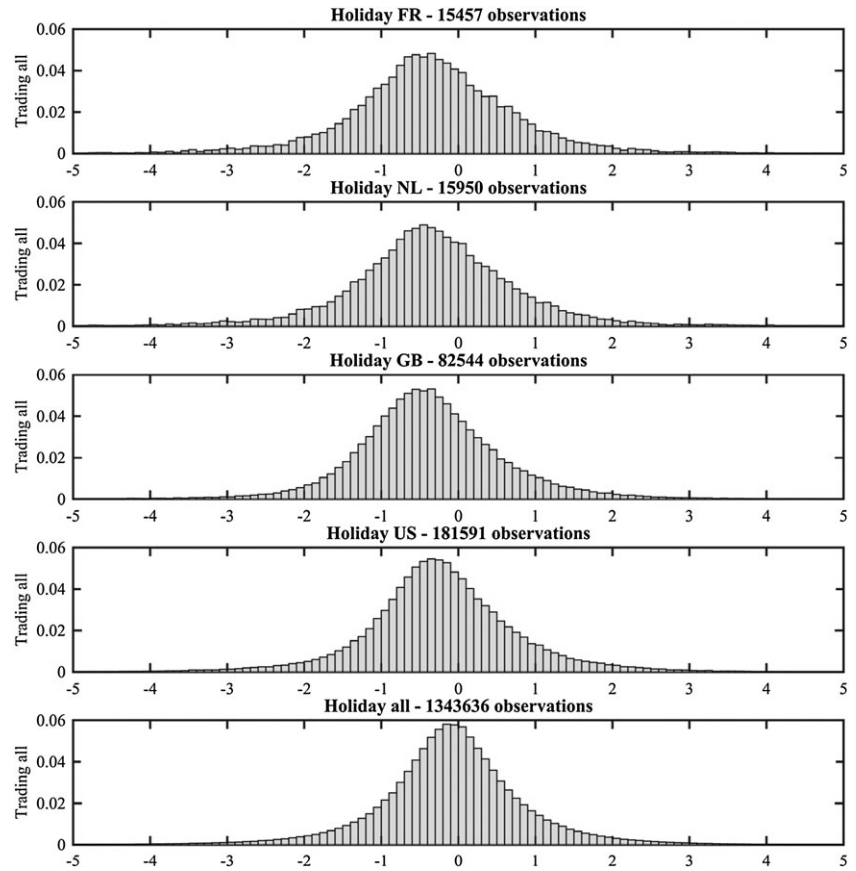 Holiday FR - 15457 observations
0.06
0.04
0.02
0
Trading all
-5 -4 -3 -2 -1 0 1 2 3 4 5
Holiday NL - 15950 observations
0.06
0.04
0.02
0
Trading all
-5 -4 -3 -2 -1 0 1 2 3 4 5
Holiday GB - 82544 observations
0.06
0.04
0.02
0
Trading all
-5 -4 -3 -2 -1 0 1 2 3 4 5
Holiday US - 181591 observations
0.06
0.04
0.02
0
Trading all
-5 -4 -3 -2 -1 0 1 2 3 4 5
Holiday all - 1343636 observations
0.06
0.04
0.02
0
Trading all
-5 -4 -3 -2 -1 0 1 2 3 4 5